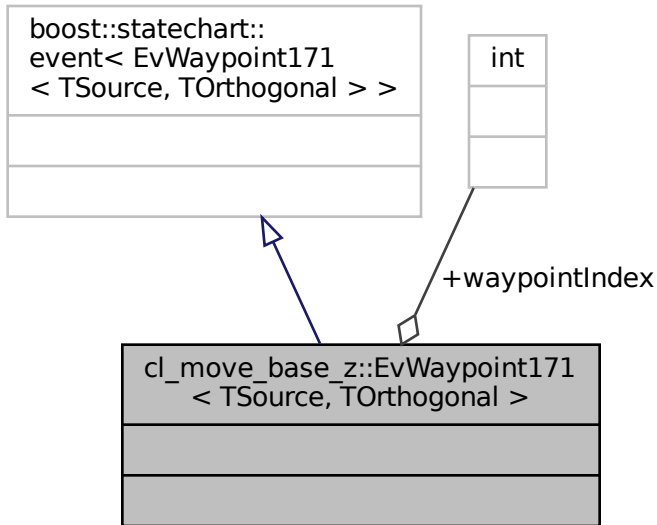 boost::statechart::
event< EvWaypoint171
< TSource, TOrthogonal > >
int
+waypointIndex
cl_move_base_z::EvWaypoint171
< TSource, TOrthogonal >